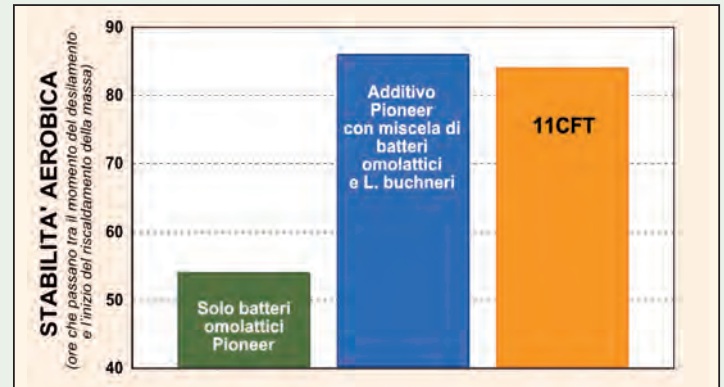 STABILITA' AEROBICA
(ore che passano tra il momento del desilamento
e l'inizio del riscaldamento della massa)
90
80
70
60
50
40
Solo batteri
omolattici
Pioneer
Additivo
Pioneer
con miscela di
batteri
omolattici
e L. buchneri
11CFT